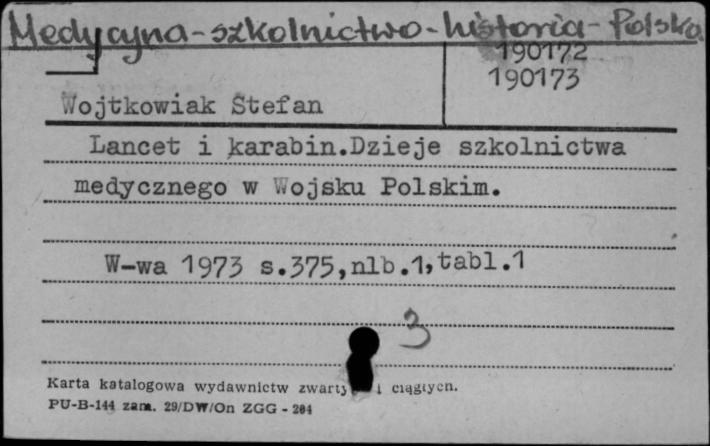 Medycyna - szkolnictwo - historia - Polska
190172
190173
Wojtkowiak Stefan
Lancet i karabin.Dzieje szkolnictwa
medycznego w Wojsku Polskim.
W-wa 1973 s.375,nlb.1,tabl.1
3
Karta katalogowa wydawnictw i ciągłych.
PU-B-144 zam. 29/DW/On ZGG - 204